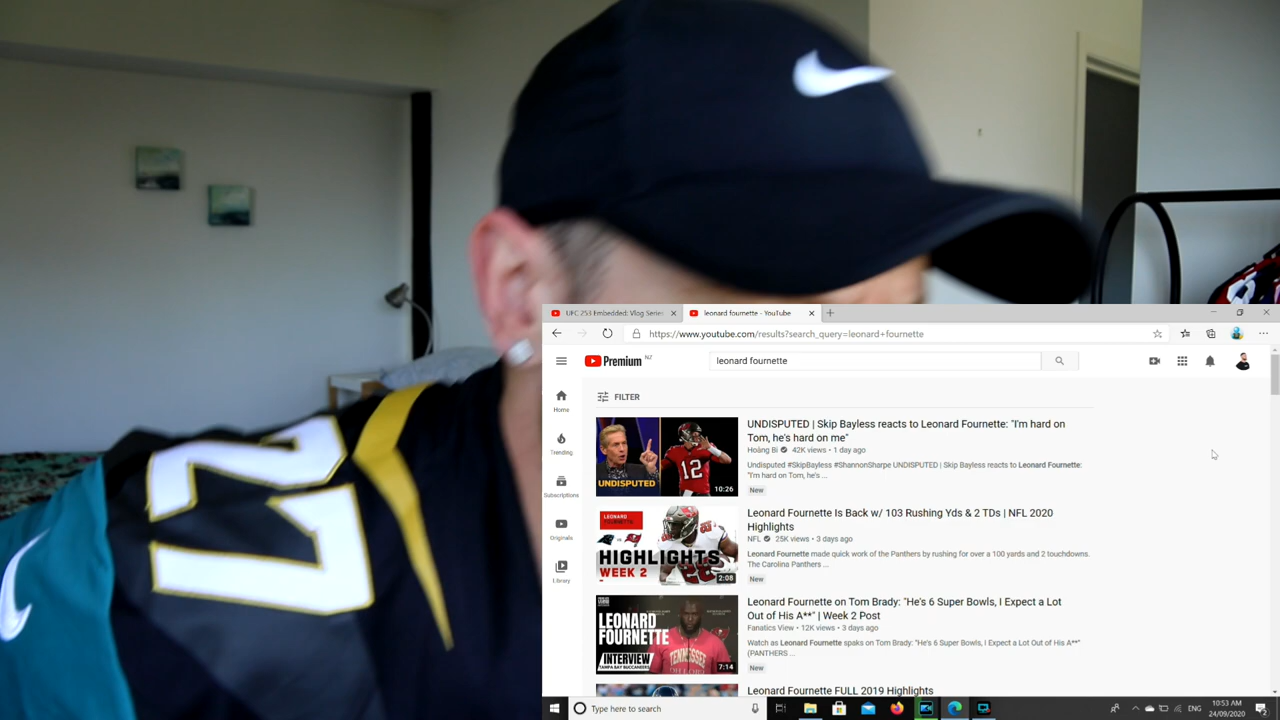 UFC 253 Embedded: Vlog Series
leonard fournette - YouTube
https://www.youtube.com/results?search_query=leonard+fournette
Premium NZ
leonard fournette
FILTER
Home
Trending
Subscriptions
Originals
Library
UNDISPUTED
12
10:26
UNDISPUTED | Skip Bayless reacts to Leonard Fournette: "I'm hard on
Tom, he's hard on me"
Hoàng Bi 42K views • 1 day ago
Undisputed #SkipBayless #ShannonSharpe UNDISPUTED | Skip Bayless reacts to Leonard Fournette:
"I'm hard on Tom, he's ...
New
LEONARD
FOURNETTE
HIGHLIGHTS
WEEK 2
2:08
Leonard Fournette Is Back w/ 103 Rushing Yds & 2 TDs | NFL 2020
Highlights
NFL 25K views • 3 days ago
Leonard Fournette made quick work of the Panthers by rushing for over a 100 yards and 2 touchdowns.
The Carolina Panthers ...
New
LEONARD
FOURNETTE
INTERVIEW
TAMPA BAY BUCCANEERS
TENNESSEE
7:14
Leonard Fournette on Tom Brady: "He's 6 Super Bowls, I Expect a Lot
Out of His A**" | Week 2 Post
Fanatics View • 12K views • 3 days ago
Watch as Leonard Fournette spaks on Tom Brady: "He's 6 Super Bowls, I Expect a Lot Out of His A**"
(PANTHERS ...
New
Leonard Fournette FULL 2019 Highlights
Type here to search
ENG
10:53 AM
24/09/2020
2